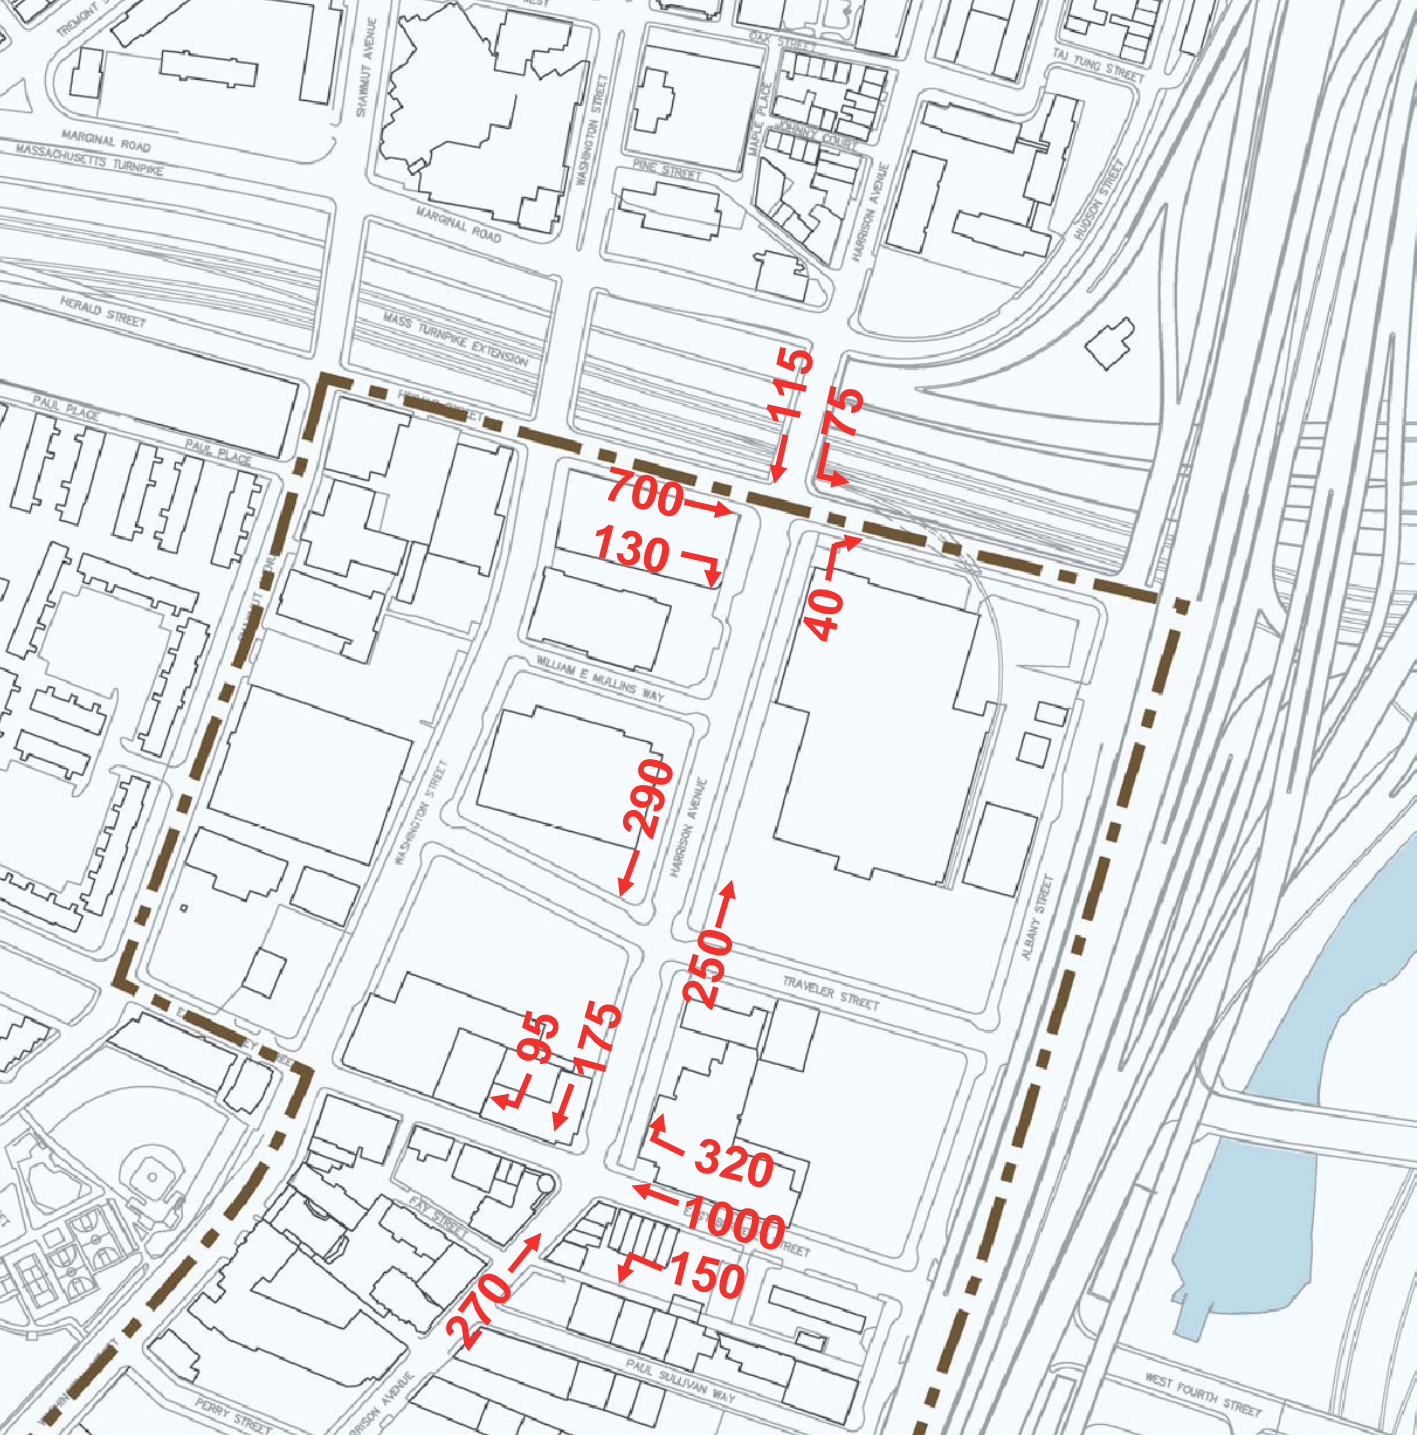 SHAWMUT AVENUE
OAK STREET
TAI TUNG STREET
WASHINGTON STREET
MAPLE PLACE
JOHNNY COURT
MARGINAL ROAD
MASSACHUSETTS TURNPIKE
PINE STREET
HARRISON AVENUE
HUDSON STREET
MARGINAL ROAD
HERALD STREET
MASS TURNPIKE EXTENSION
115
75
PAUL PLACE
PAUL PLACE
700
130
40
WILLIAM E MULLINS WAY
290
WASHINGTON STREET
HARRISON AVENUE
ALBANY STREET
250
TRAVELER STREET
95
175
320
1000
FAY STREET
150
270
PAUL SULLIVAN WAY
WEST FOURTH STREET
PERRY STREET